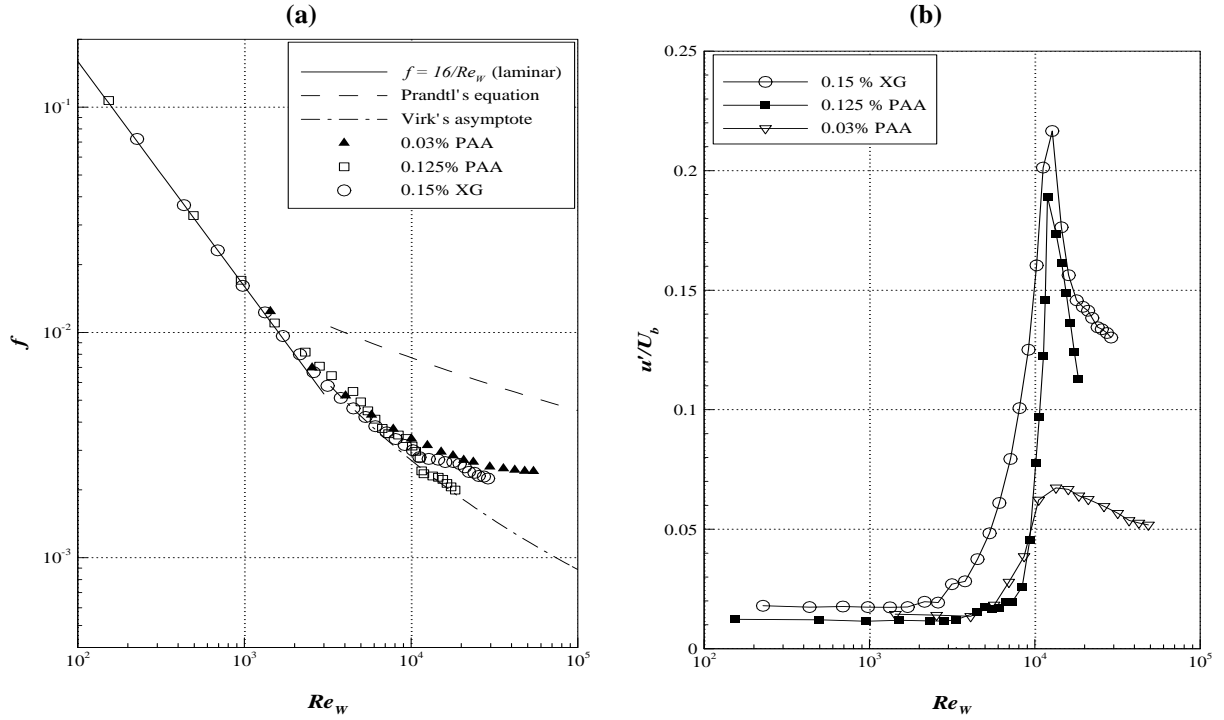 (a)
f = 16/Re_W (laminar)
Prandtl's equation
Virk's asymptote
0.03% PAA
0.125% PAA
0.15% XG
10^-1
10^-2
10^-3
f
10^2
10^3
10^4
10^5
Re_W
(b)
0.15 % XG
0.125 % PAA
0.03% PAA
0.25
0.2
0.15
0.1
0.05
0
u'/U_b
10^2
10^3
10^4
10^5
Re_W